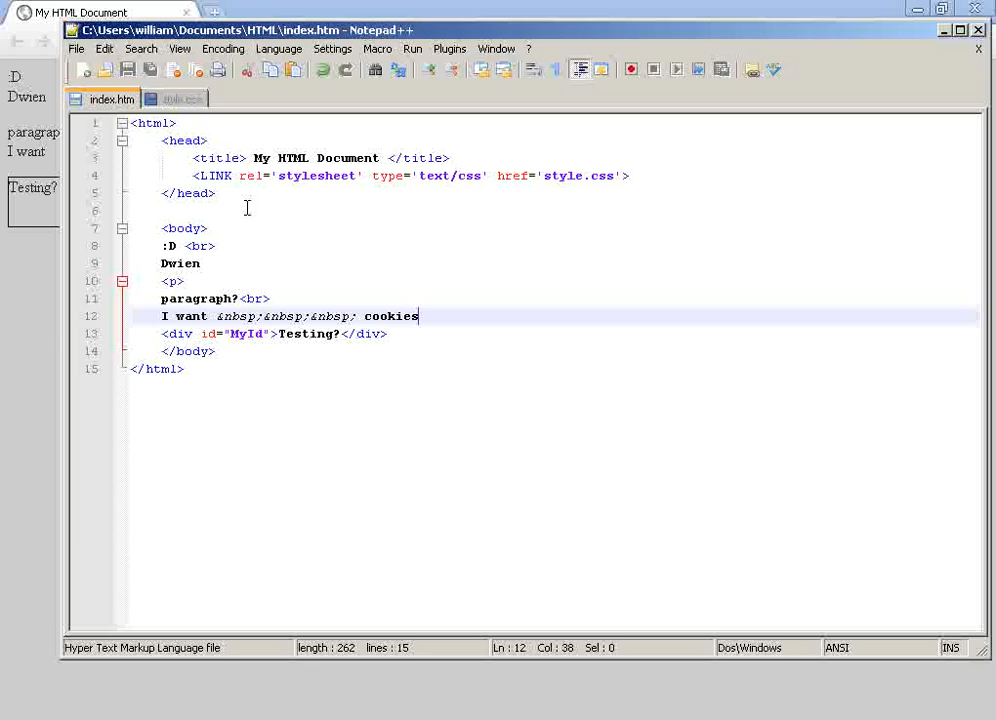 My HTML Document
C:\Users\william\Documents\HTML\index.htm - Notepad++
File Edit Search View Encoding Language Settings Macro Run Plugins Window ? X
index.htm style.css
:D
Dwien
paragrap
I want
Testing?
1 <html>
2 <head>
3 <title> My HTML Document </title>
4 <LINK rel='stylesheet' type='text/css' href='style.css'>
5 </head>
6
7 <body>
8 :D <br>
9 Dwien
10 <p>
11 paragraph?<br>
12 I want &nbsp;&nbsp;&nbsp; cookies
13 <div id="MyId">Testing?</div>
14 </body>
15 </html>
Hyper Text Markup Language file length : 262 lines : 15 Ln : 12 Col : 38 Sel : 0 Dos\Windows ANSI INS